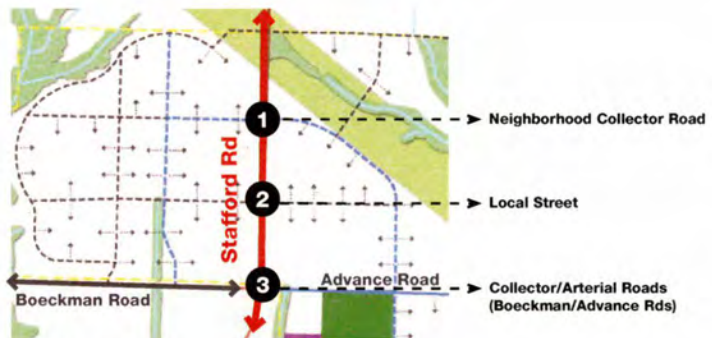 1
Neighborhood Collector Road
Stafford Rd
2
Local Street
3
Advance Road
Boeckman Road
Collector/Arterial Roads
(Boeckman/Advance Rds)